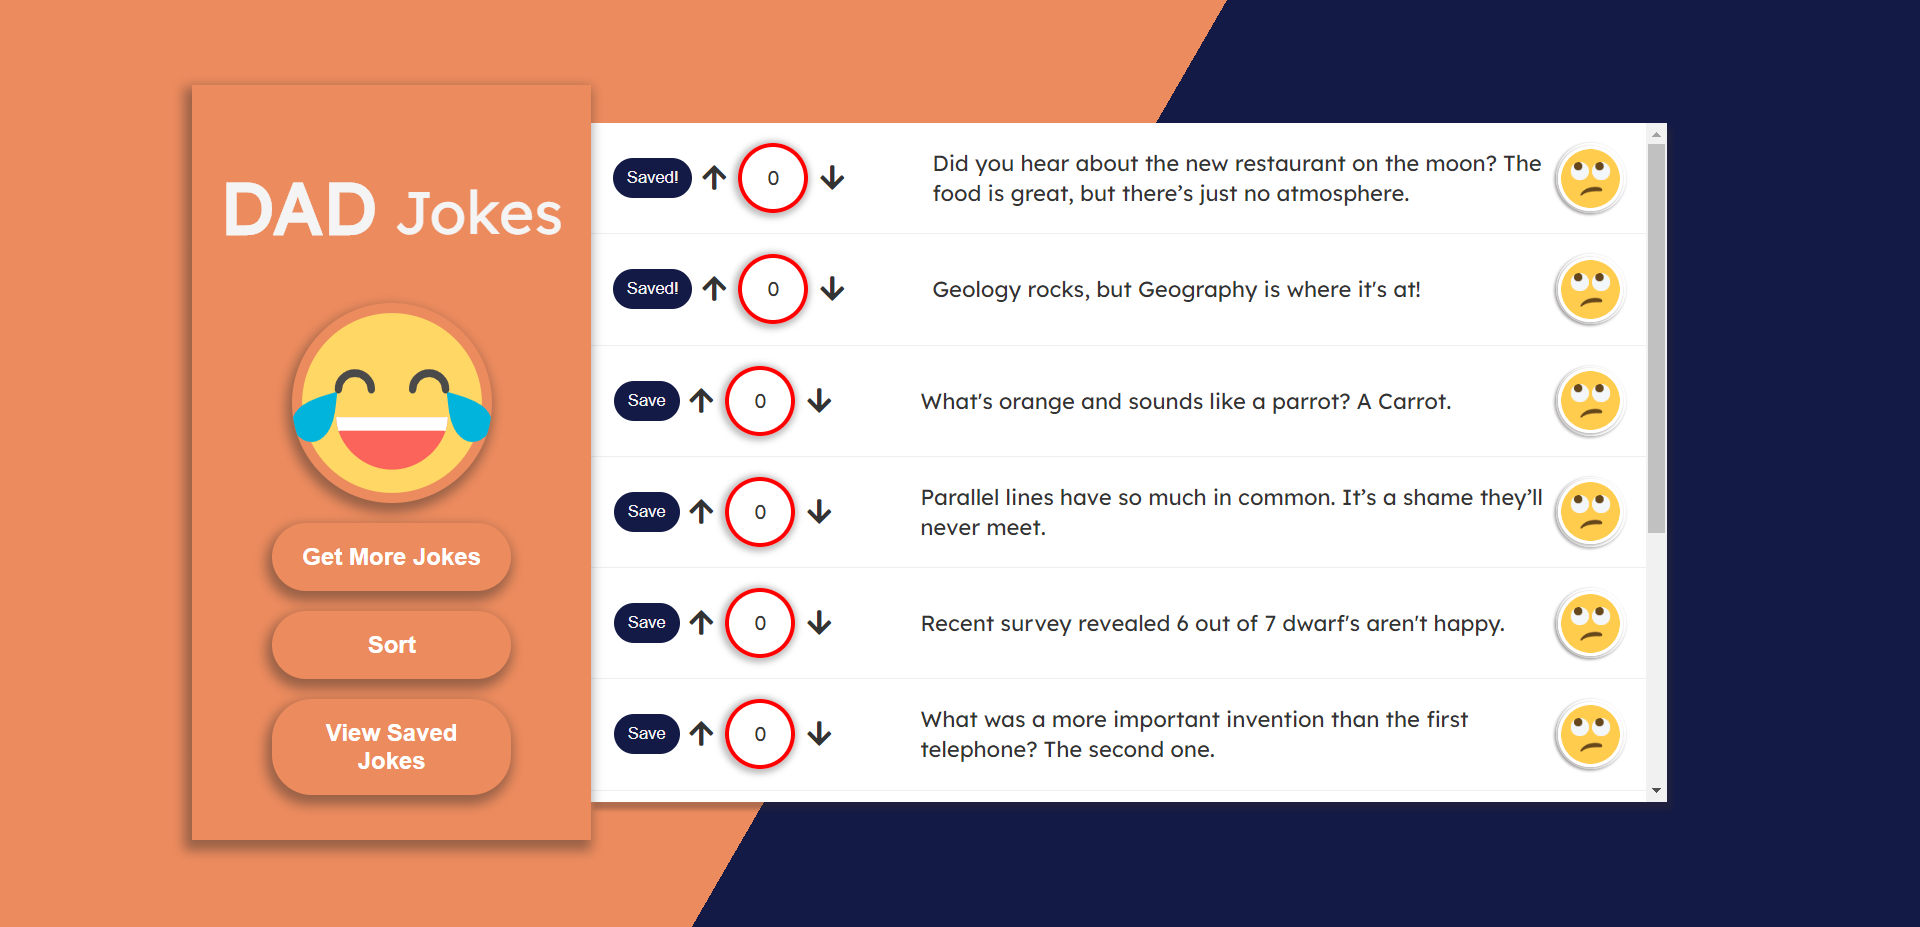 DAD Jokes
Get More Jokes
Sort
View Saved
Jokes
Saved! 0 Did you hear about the new restaurant on the moon? The
food is great, but there’s just no atmosphere.
Saved! 0 Geology rocks, but Geography is where it's at!
Save 0 What's orange and sounds like a parrot? A Carrot.
Save 0 Parallel lines have so much in common. It’s a shame they’ll
never meet.
Save 0 Recent survey revealed 6 out of 7 dwarf's aren't happy.
Save 0 What was a more important invention than the first
telephone? The second one.